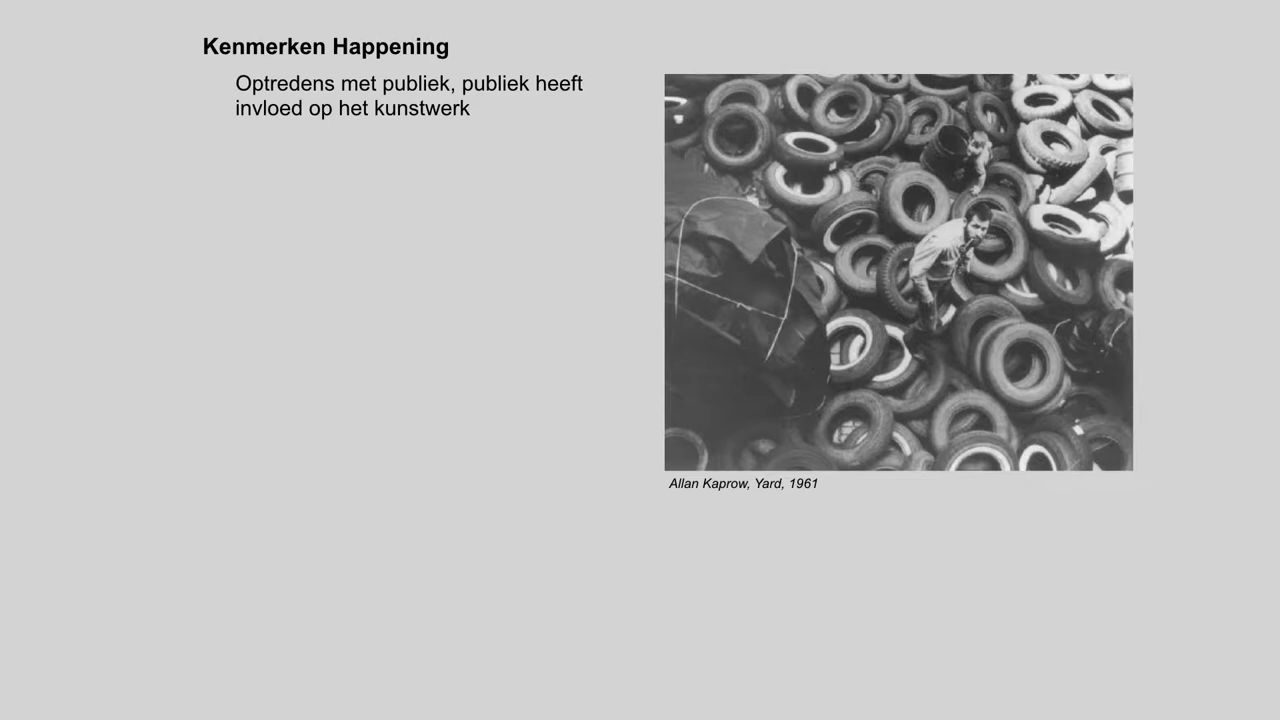 Kenmerken Happening
Optredens met publiek, publiek heeft
invloed op het kunstwerk
Allan Kaprow, Yard, 1961